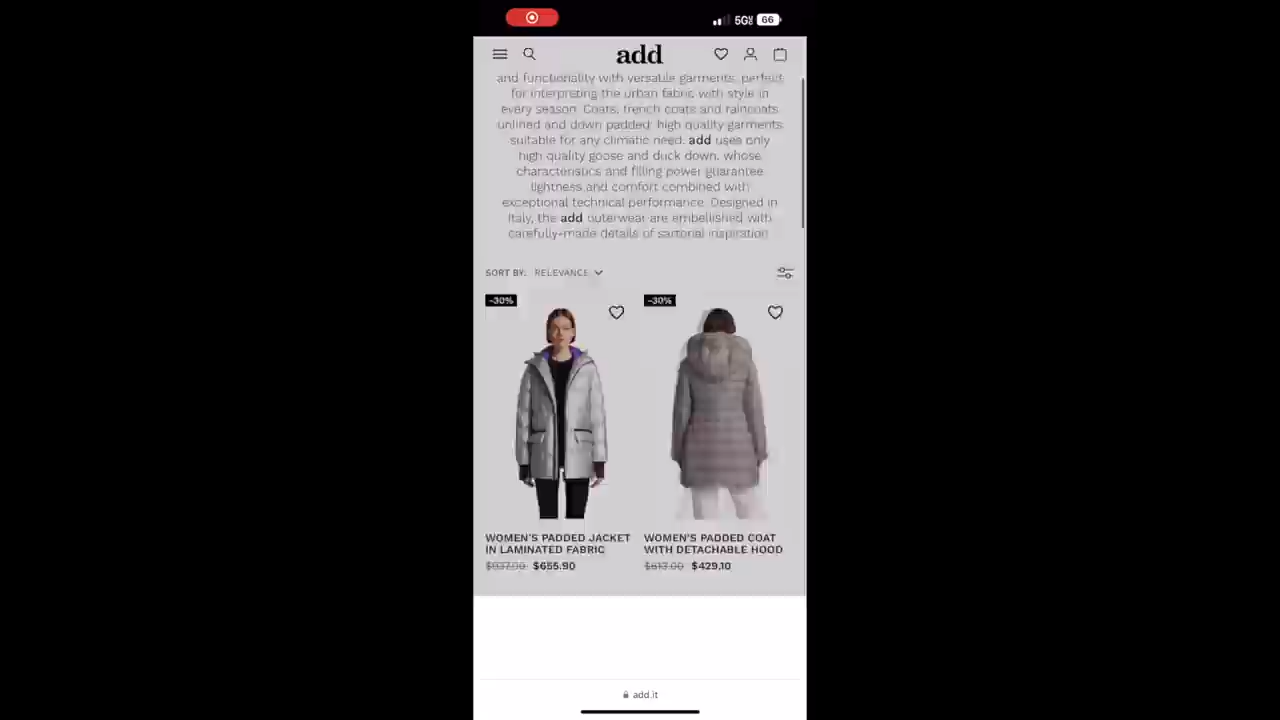 5G
66
add
and functionality with versatile garments, perfect
for interpreting the urban fabric with style in
every season. Coats, trench coats and raincoats
unlined and down padded: high quality garments
suitable for any climatic need. add uses only
high quality goose and duck down, whose
characteristics and filling power guarantee
lightness and comfort combined with
exceptional technical performance. Designed in
Italy, the add outerwear are embellished with
carefully-made details of sartorial inspiration.
SORT BY: RELEVANCE
-30%
-30%
WOMEN'S PADDED JACKET
IN LAMINATED FABRIC
$937.00 $655.90
WOMEN'S PADDED COAT
WITH DETACHABLE HOOD
$613.00 $429.10
add.it